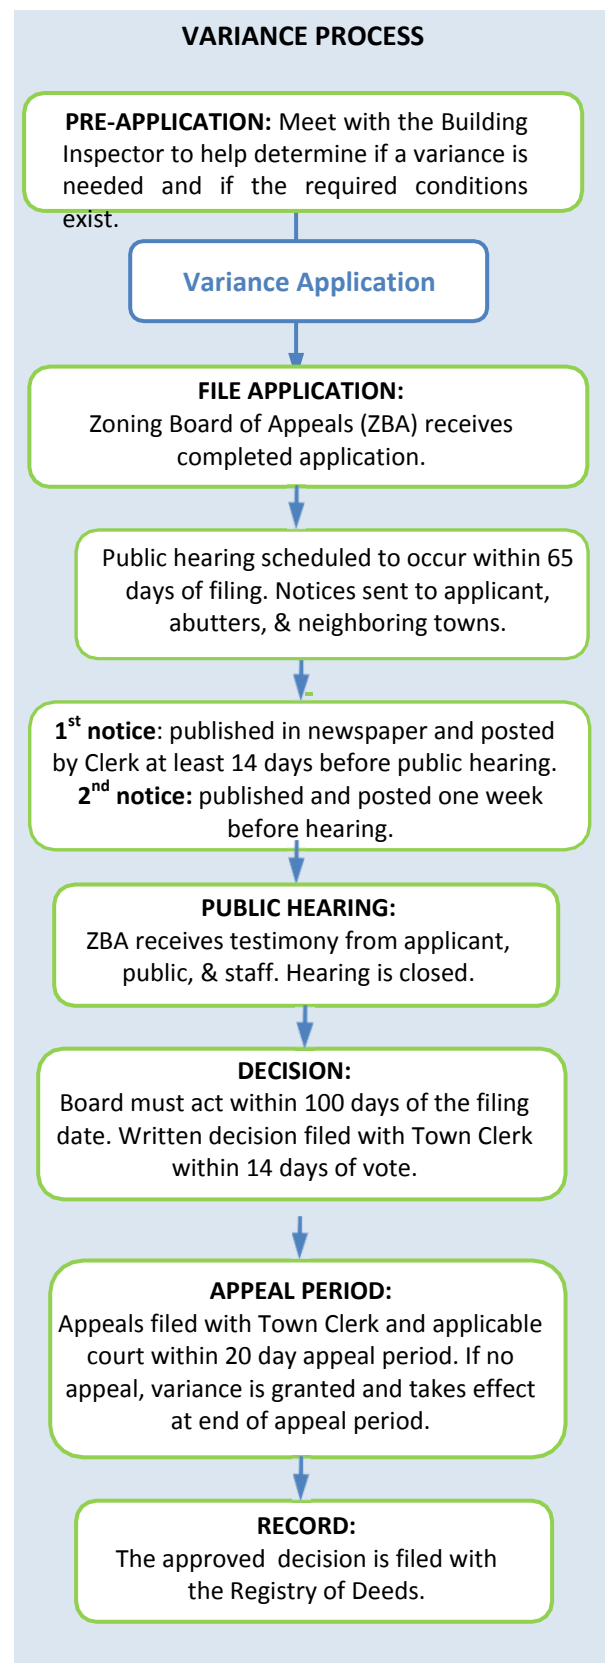 VARIANCE PROCESS
PRE-APPLICATION: Meet with the Building
Inspector to help determine if a variance is
needed and if the required conditions
exist.
Variance Application
FILE APPLICATION:
Zoning Board of Appeals (ZBA) receives
completed application.
Public hearing scheduled to occur within 65
days of filing. Notices sent to applicant,
abutters, & neighboring towns.
1st notice: published in newspaper and posted
by Clerk at least 14 days before public hearing.
2nd notice: published and posted one week
before hearing.
PUBLIC HEARING:
ZBA receives testimony from applicant,
public, & staff. Hearing is closed.
DECISION:
Board must act within 100 days of the filing
date. Written decision filed with Town Clerk
within 14 days of vote.
APPEAL PERIOD:
Appeals filed with Town Clerk and applicable
court within 20 day appeal period. If no
appeal, variance is granted and takes effect
at end of appeal period.
RECORD:
The approved decision is filed with
the Registry of Deeds.